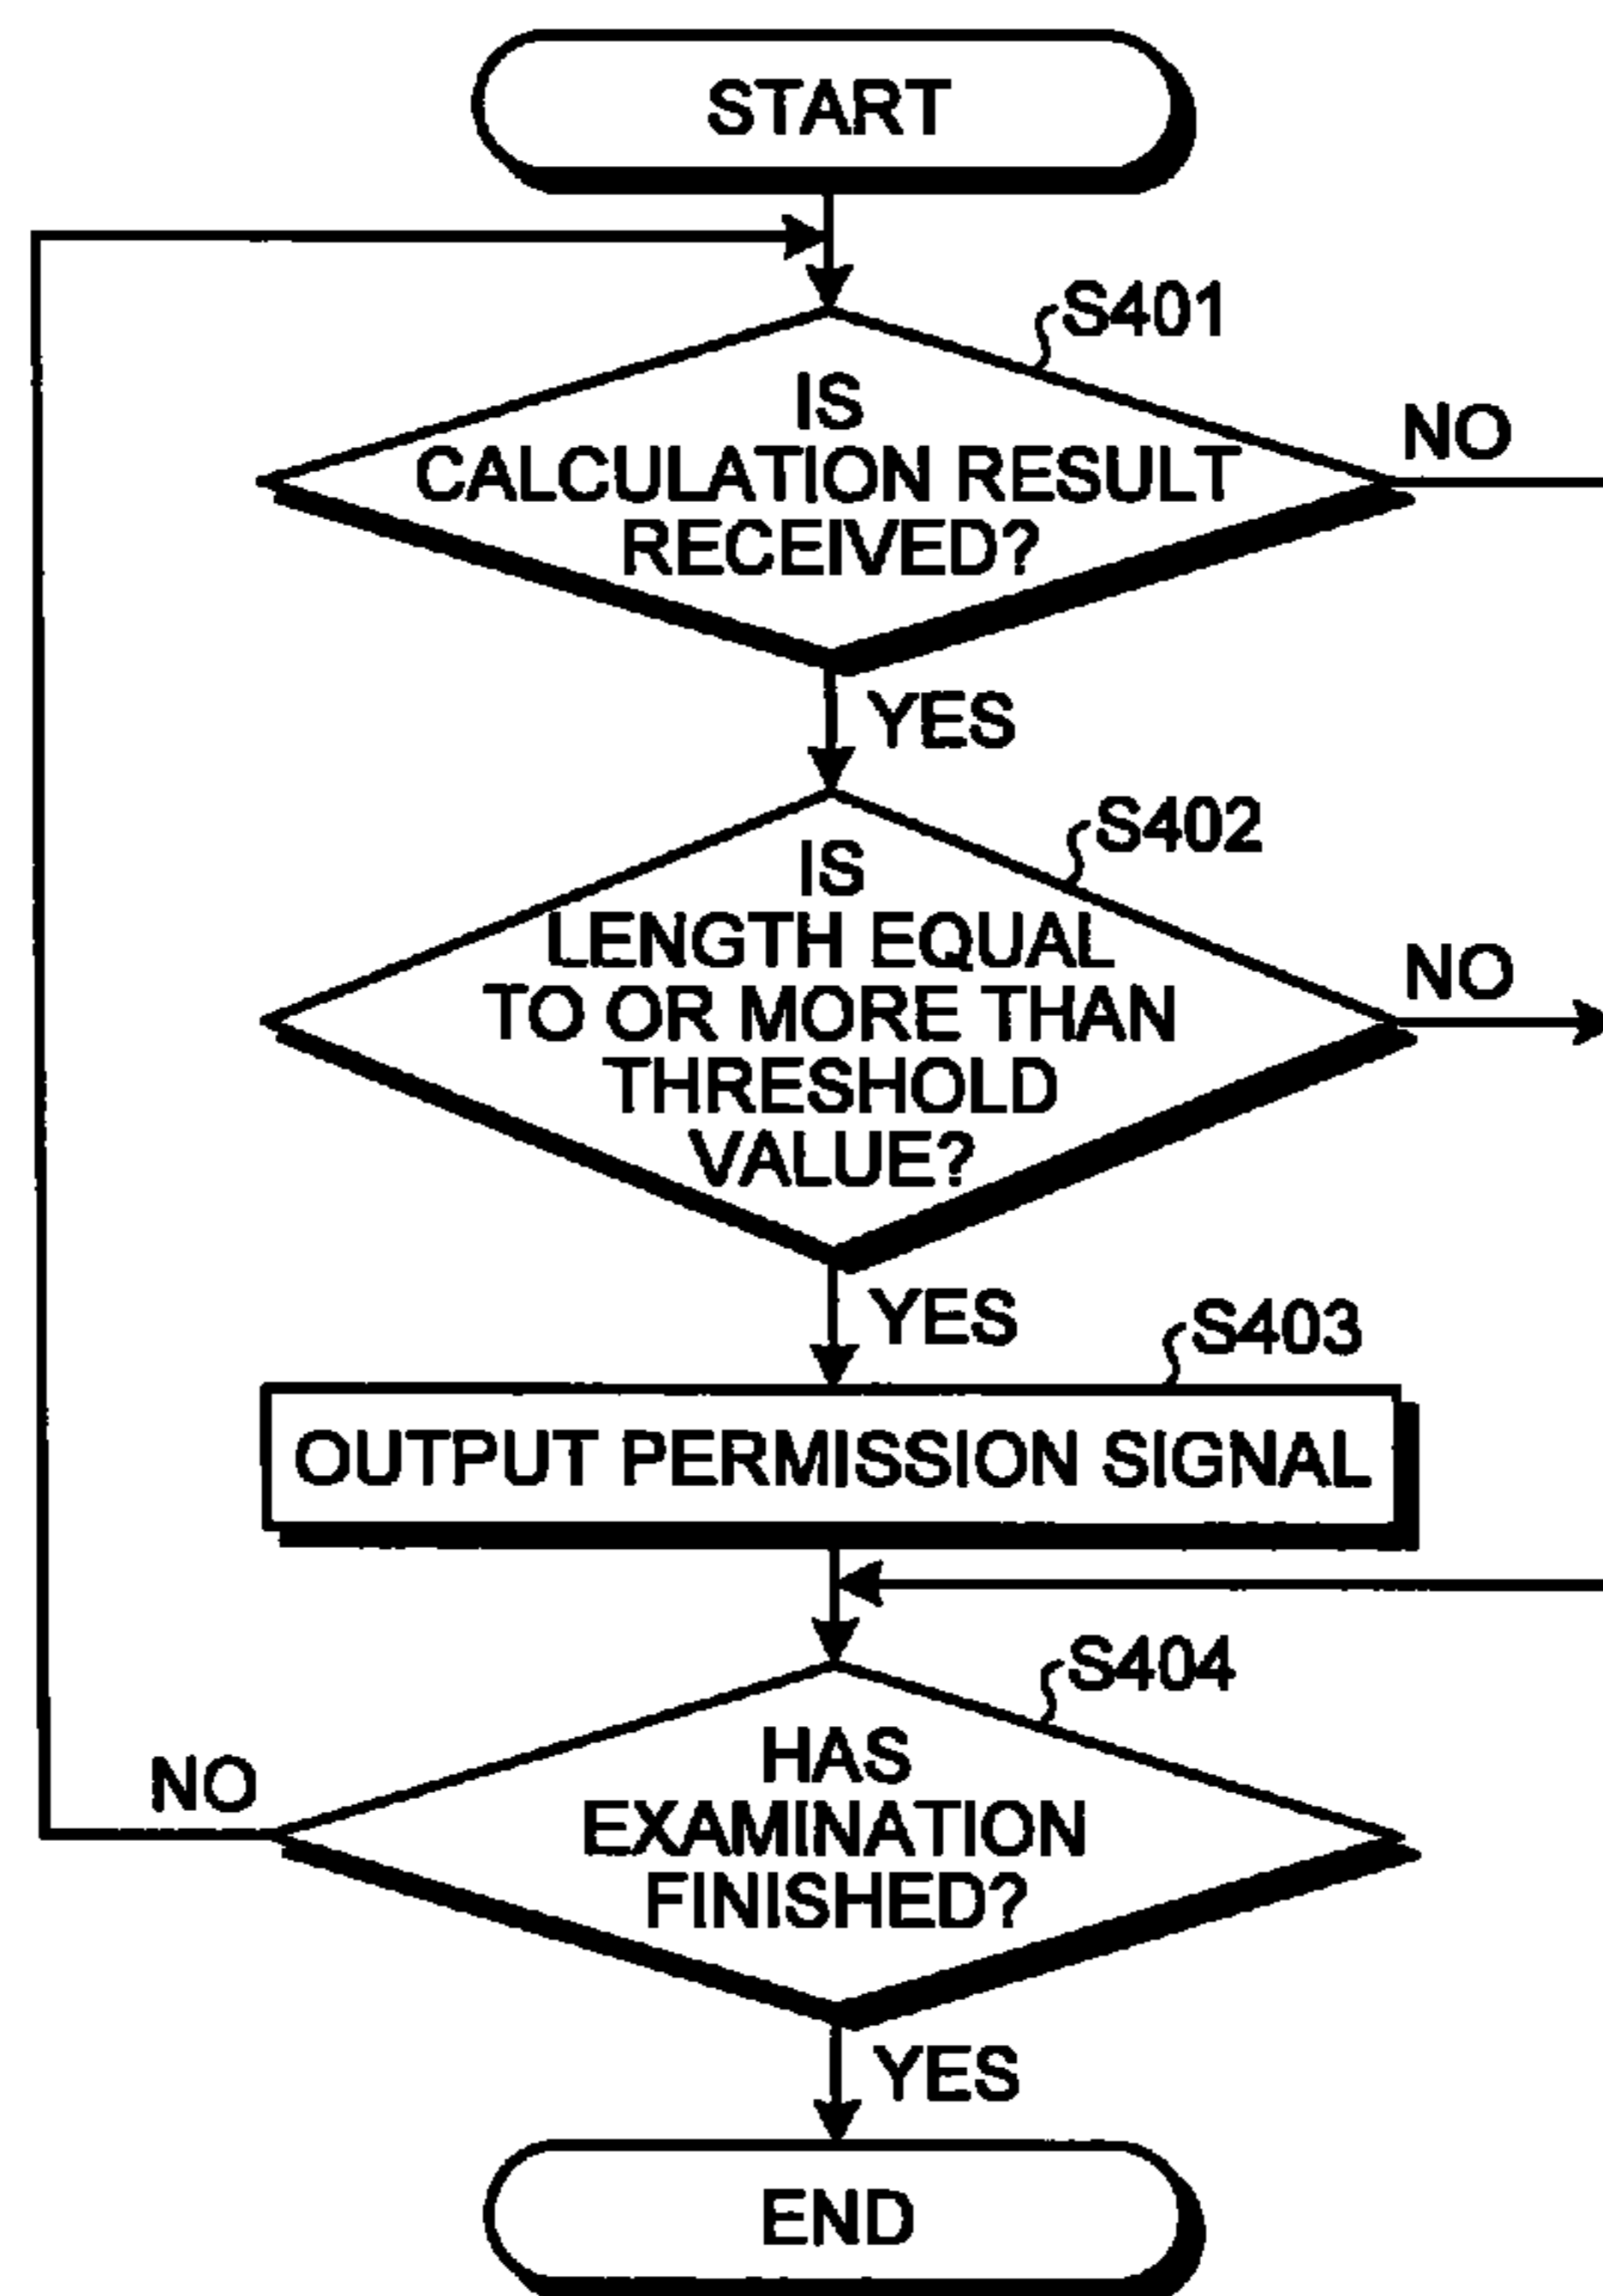 START
S401
IS
CALCULATION RESULT
RECEIVED?
NO
YES
S402
IS
LENGTH EQUAL
TO OR MORE THAN
THRESHOLD
VALUE?
NO
YES
S403
OUTPUT PERMISSION SIGNAL
S404
HAS
EXAMINATION
FINISHED?
NO
YES
END